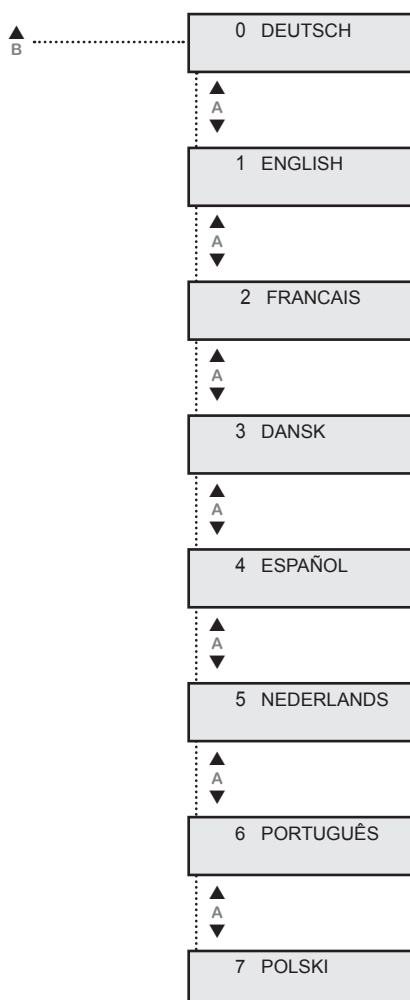 ▲
B
0 DEUTSCH
▲
A
▼
1 ENGLISH
▲
A
▼
2 FRANCAIS
▲
A
▼
3 DANSK
▲
A
▼
4 ESPAÑOL
▲
A
▼
5 NEDERLANDS
▲
A
▼
6 PORTUGUÊS
▲
A
▼
7 POLSKI